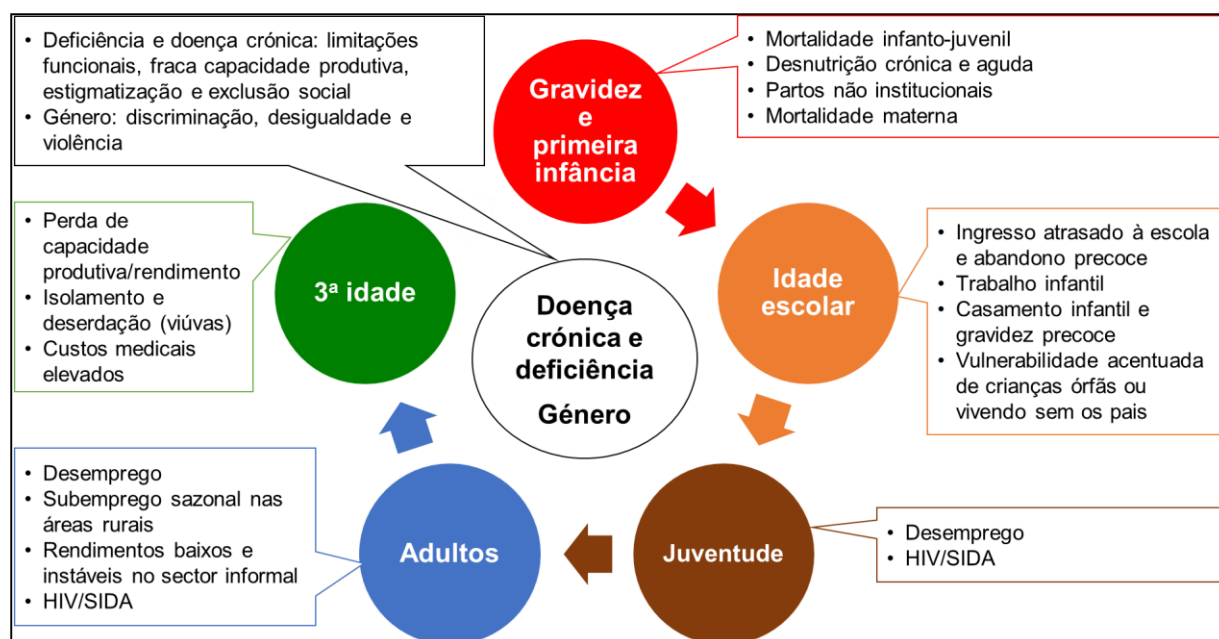 • Deficiência e doença crónica: limitações
funcionais, fraca capacidade produtiva,
estigmatização e exclusão social
• Género: discriminação, desigualdade e
violência
Gravidez
e
primeira
infância
• Mortalidade infanto-juvenil
• Desnutrição crónica e aguda
• Partos não institucionais
• Mortalidade materna
• Perda de
capacidade
produtiva/rendimento
• Isolamento e
deserdação (viúvas)
• Custos medicais
elevados
3ª idade
Doença
crónica e
deficiência
Género
Idade
escolar
• Ingresso atrasado à escola
e abandono precoce
• Trabalho infantil
• Casamento infantil e
gravidez precoce
• Vulnerabilidade acentuada
de crianças órfãs ou
vivendo sem os pais
• Desemprego
• Subemprego sazonal nas
áreas rurais
• Rendimentos baixos e
instáveis no sector informal
• HIV/SIDA
Adultos
Juventude
• Desemprego
• HIV/SIDA